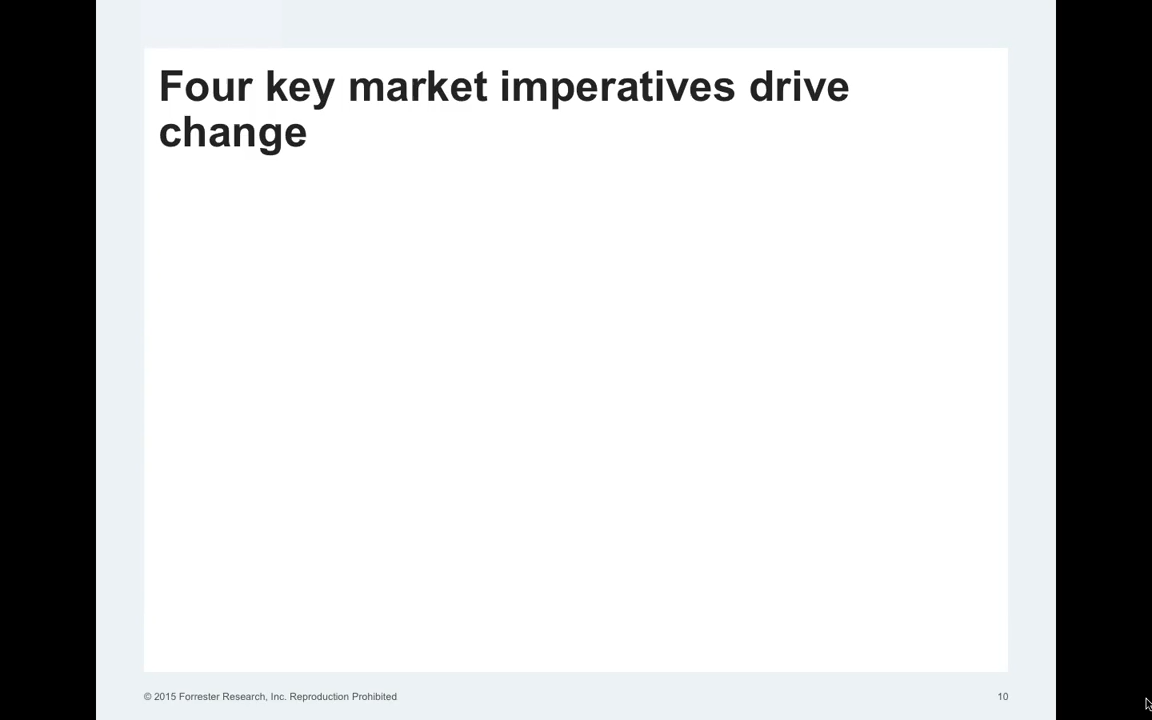 Four key market imperatives drive
change
© 2015 Forrester Research, Inc. Reproduction Prohibited
10